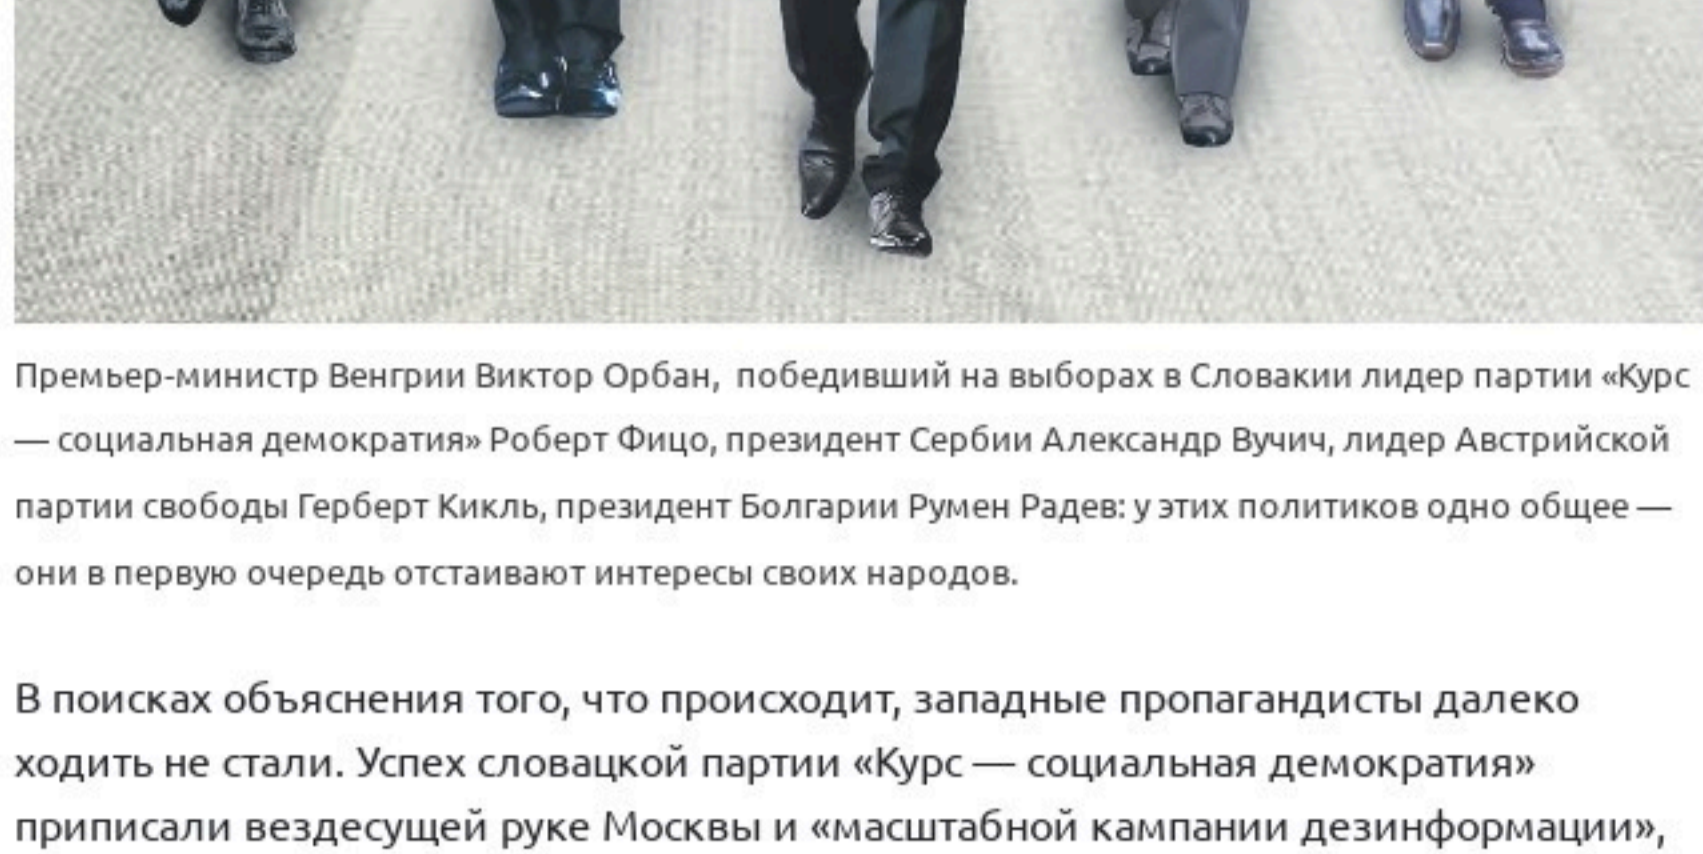 Премьер-министр Венгрии Виктор Орбан, победивший на выборах в Словакии лидер партии «Курс
— социальная демократия» Роберт Фицо, президент Сербии Александр Вучич, лидер Австрийской
партии свободы Герберт Кикль, президент Болгарии Румен Радев: у этих политиков одно общее —
они в первую очередь отстаивают интересы своих народов.
В поисках объяснения того, что происходит, западные пропагандисты далеко
ходить не стали. Успех словацкой партии «Курс — социальная демократия»
приписали вездесущей руке Москвы и «масштабной кампании дезинформации»,